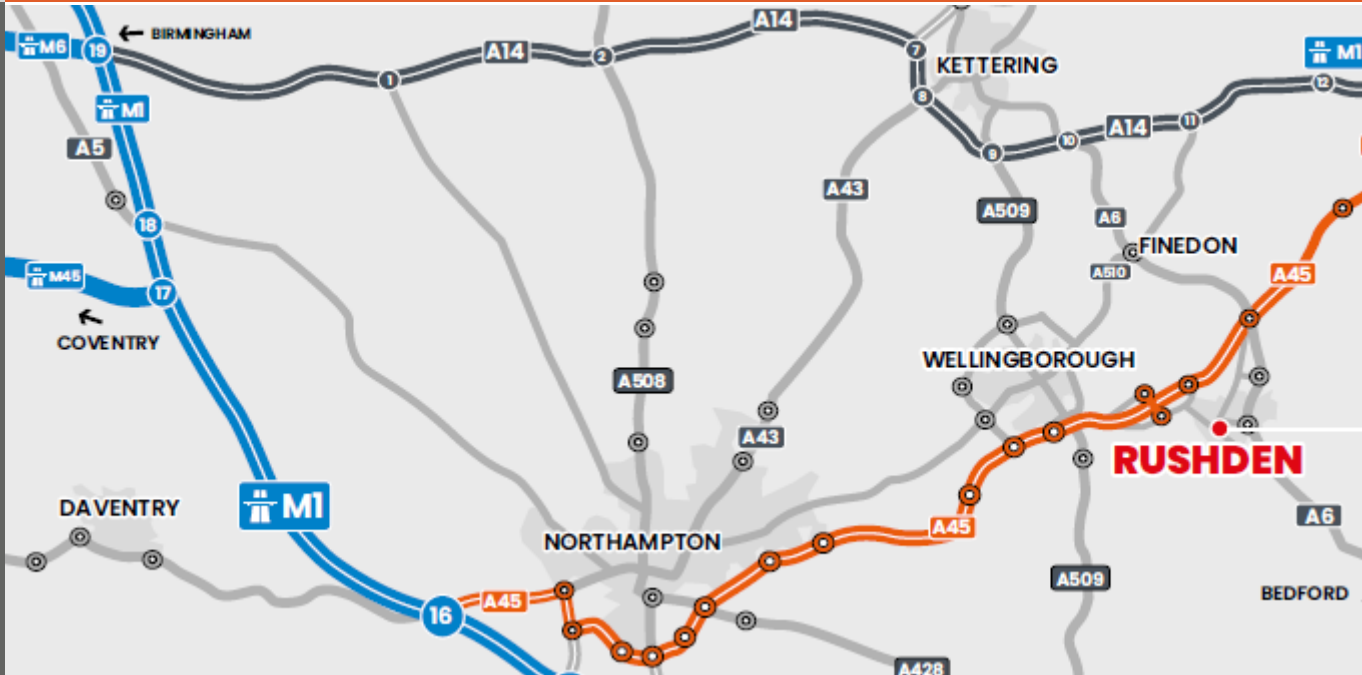 A14
M6
19
BIRMINGHAM
A14
2
7
KETTERING
M1
1
8
12
M1
A14
11
A5
10
9
A43
A509
A6
18
FINEDON
A510
A45
M45
17
COVENTRY
WELLINGBOROUGH
A508
A43
RUSHDEN
DAVENTRY
M1
A6
A45
NORTHAMPTON
A509
BEDFORD
A45
16
A428